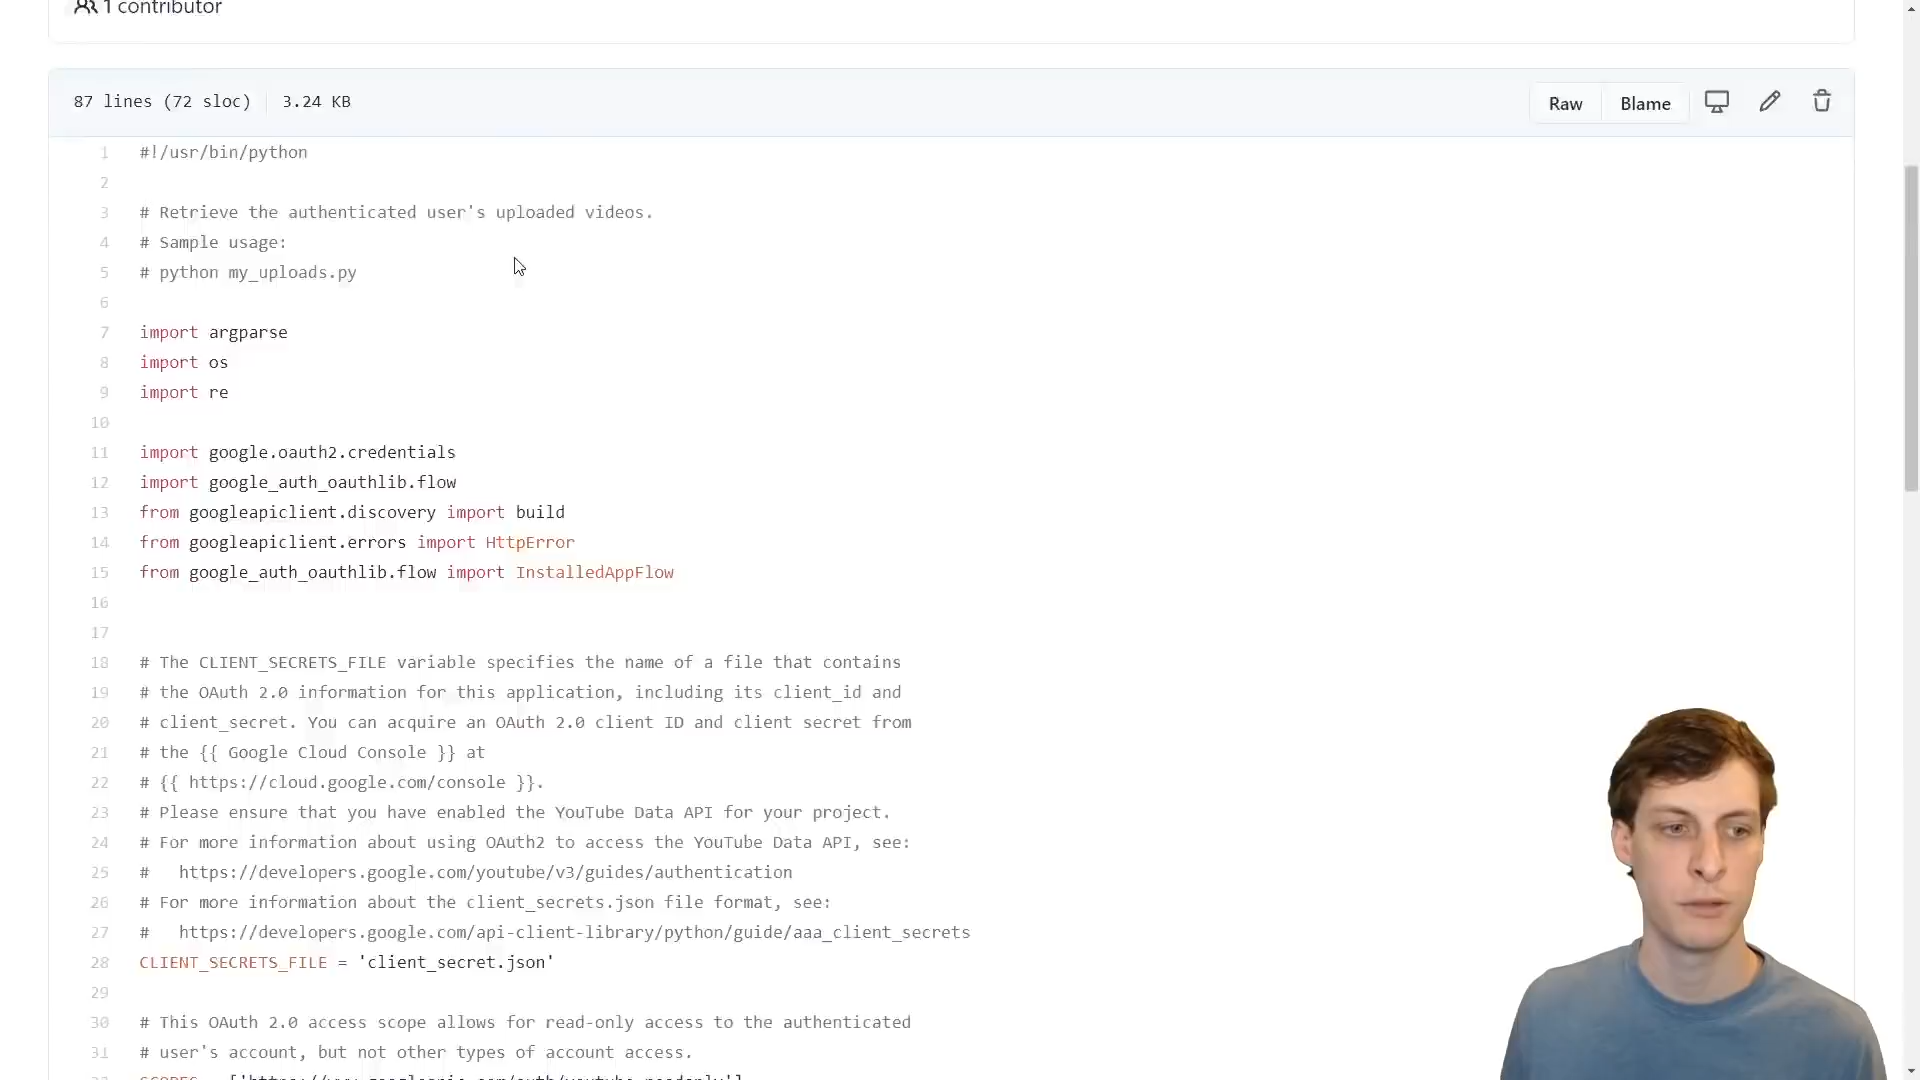 1 contributor
87 lines (72 sloc) 3.24 KB
Raw Blame
1 #!/usr/bin/python
2
3 # Retrieve the authenticated user's uploaded videos.
4 # Sample usage:
5 # python my_uploads.py
6
7 import argparse
8 import os
9 import re
10
11 import google.oauth2.credentials
12 import google_auth_oauthlib.flow
13 from googleapiclient.discovery import build
14 from googleapiclient.errors import HttpError
15 from google_auth_oauthlib.flow import InstalledAppFlow
16
17
18 # The CLIENT_SECRETS_FILE variable specifies the name of a file that contains
19 # the OAuth 2.0 information for this application, including its client_id and
20 # client_secret. You can acquire an OAuth 2.0 client ID and client secret from
21 # the {{ Google Cloud Console }} at
22 # {{ https://cloud.google.com/console }}.
23 # Please ensure that you have enabled the YouTube Data API for your project.
24 # For more information about using OAuth2 to access the YouTube Data API, see:
25 #   https://developers.google.com/youtube/v3/guides/authentication
26 # For more information about the client_secrets.json file format, see:
27 #   https://developers.google.com/api-client-library/python/guide/aaa_client_secrets
28 CLIENT_SECRETS_FILE = 'client_secret.json'
29
30 # This OAuth 2.0 access scope allows for read-only access to the authenticated
31 # user's account, but not other types of account access.